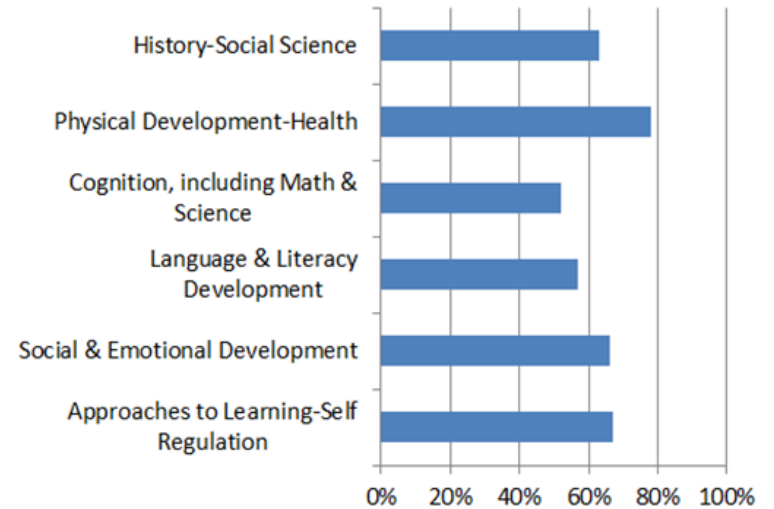 History-Social Science
Physical Development-Health
Cognition, including Math &
Science
Language & Literacy
Development
Social & Emotional Development
Approaches to Learning-Self
Regulation
0% 20% 40% 60% 80% 100%